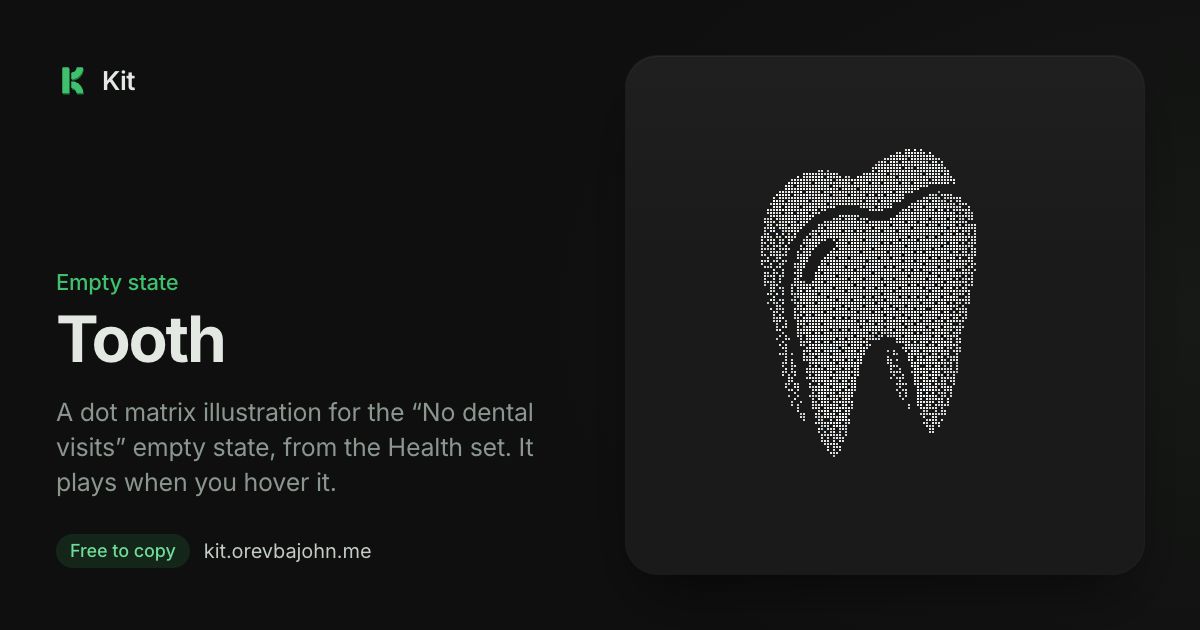 Kit
Empty state
Tooth
A dot matrix illustration for the “No dental
visits” empty state, from the Health set. It
plays when you hover it.
Free to copy
kit.orevbajohn.me